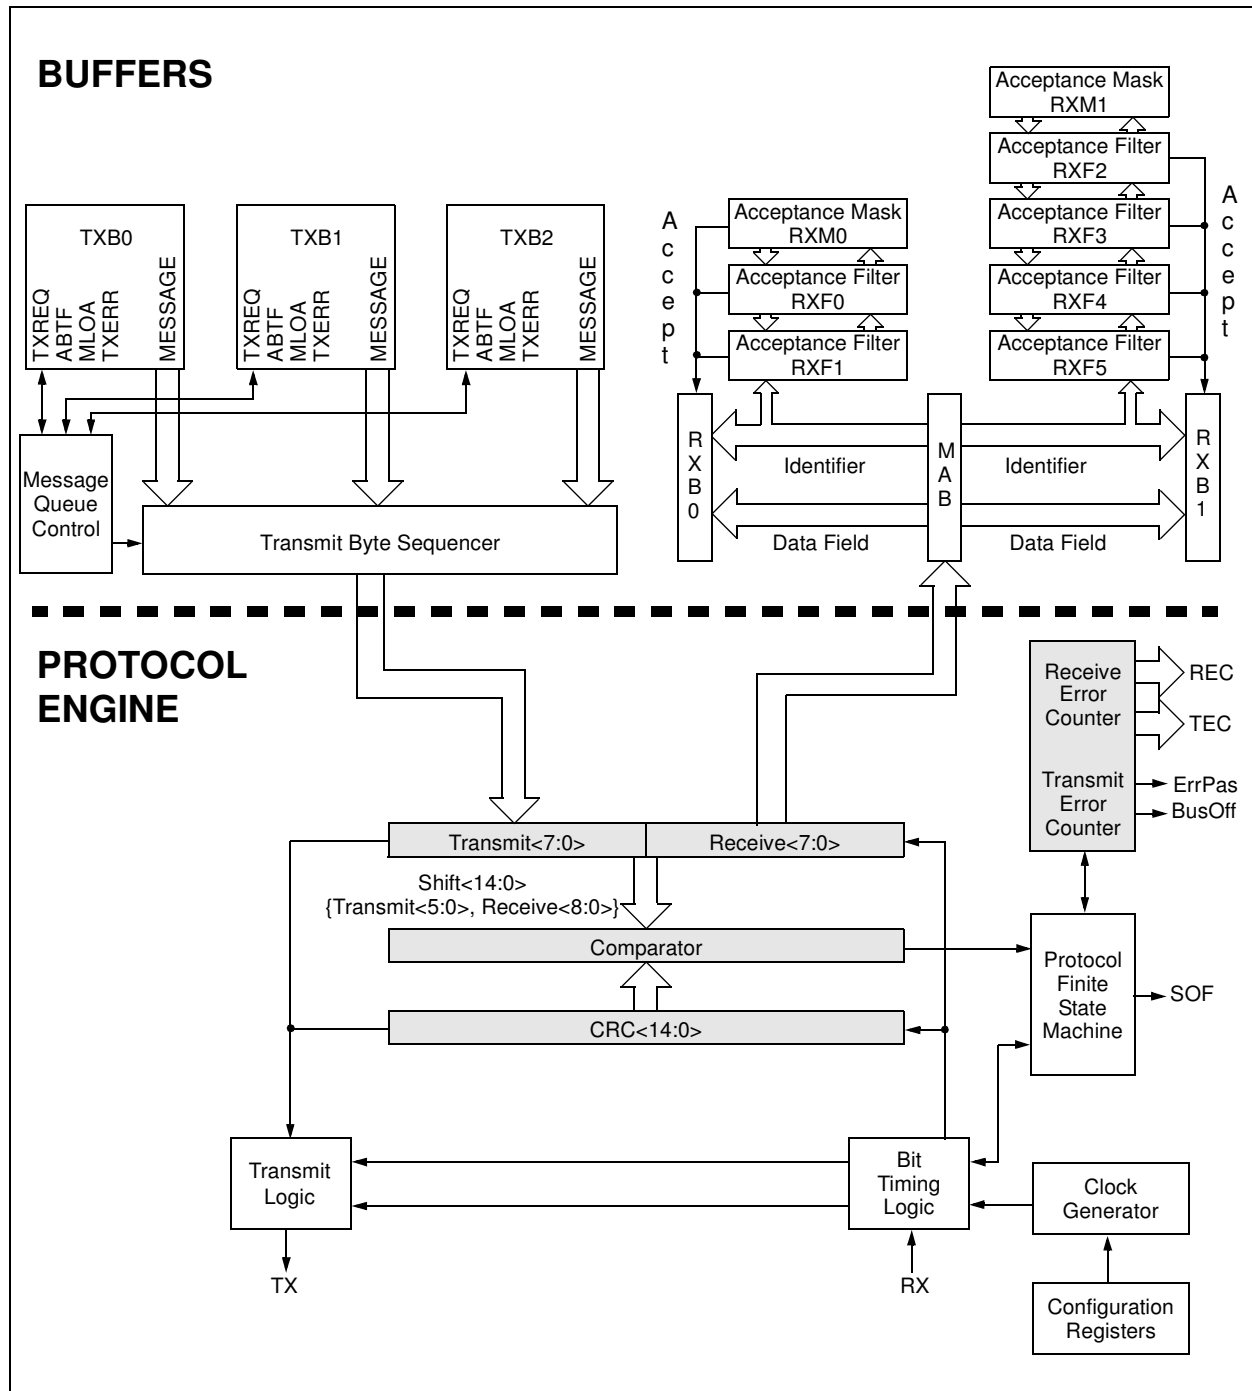 BUFFERS
Acceptance Mask
RXM1
Acceptance Filter
RXF2
Acceptance Filter
RXF3
Acceptance Filter
RXF4
Acceptance Filter
RXF5
Accept
Acceptance Mask
RXM0
Acceptance Filter
RXF0
Acceptance Filter
RXF1
Accept
TXB0
TXREQ
ABTF
MLOA
TXERR
MESSAGE
TXB1
TXREQ
ABTF
MLOA
TXERR
MESSAGE
TXB2
TXREQ
ABTF
MLOA
TXERR
MESSAGE
Message
Queue
Control
Transmit Byte Sequencer
RXB0
Identifier
Data Field
MAB
Identifier
Data Field
RXB1
PROTOCOL
ENGINE
Receive
Error
Counter
Transmit
Error
Counter
REC
TEC
ErrPas
BusOff
Transmit<7:0>
Receive<7:0>
Shift<14:0>
{Transmit<5:0>, Receive<8:0>}
Comparator
CRC<14:0>
Protocol
Finite
State
Machine
SOF
Transmit
Logic
Bit
Timing
Logic
Clock
Generator
TX
RX
Configuration
Registers